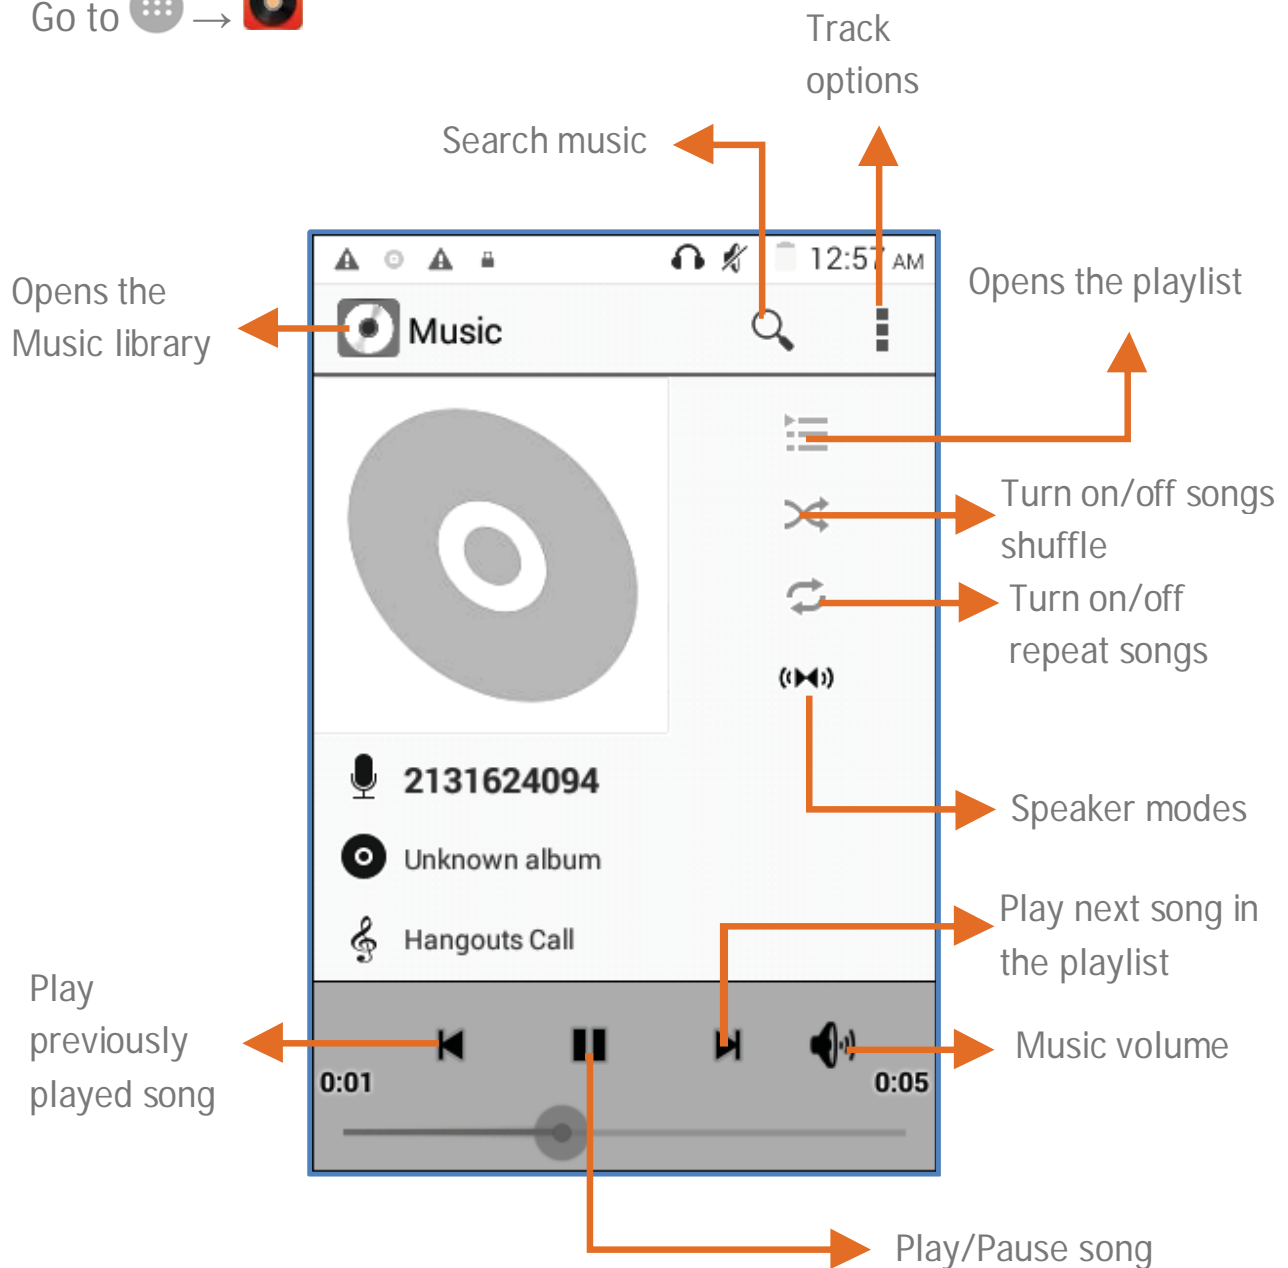 Go to →
Track
options
Search music
12:57 AM
Opens the
Music library
Music
Opens the playlist
Turn on/off songs
shuffle
Turn on/off
repeat songs
2131624094
Speaker modes
Unknown album
Play next song in
the playlist
Hangouts Call
Play
previously
played song
Music volume
0:01
0:05
Play/Pause song